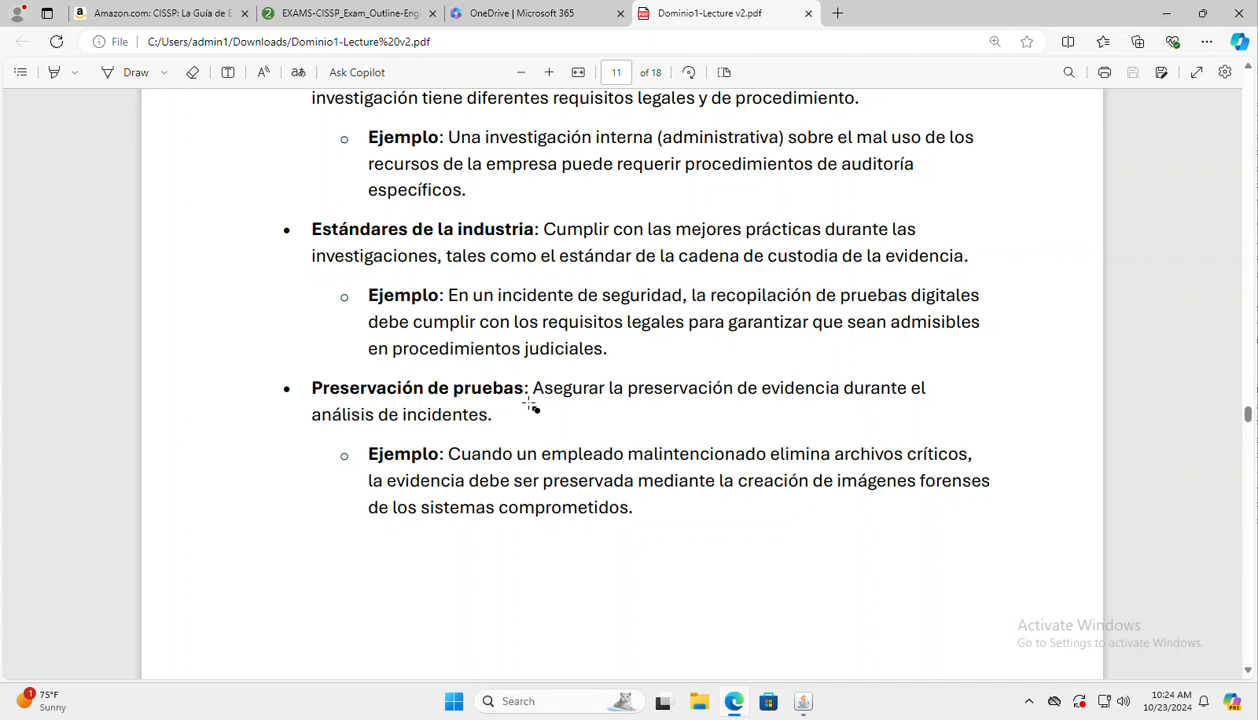 Amazon.com: CISSP: La Guía de E
EXAMS-CISSP_Exam_Outline-Engl
OneDrive | Microsoft 365
Dominio1-Lecture v2.pdf
File
C:/Users/admin1/Downloads/Dominio1-Lecture%20v2.pdf
Draw
Ask Copilot
11
of 18
investigación tiene diferentes requisitos legales y de procedimiento.
o Ejemplo: Una investigación interna (administrativa) sobre el mal uso de los
recursos de la empresa puede requerir procedimientos de auditoría
específicos.
• Estándares de la industria: Cumplir con las mejores prácticas durante las
investigaciones, tales como el estándar de la cadena de custodia de la evidencia.
o Ejemplo: En un incidente de seguridad, la recopilación de pruebas digitales
debe cumplir con los requisitos legales para garantizar que sean admisibles
en procedimientos judiciales.
• Preservación de pruebas: Asegurar la preservación de evidencia durante el
análisis de incidentes.
o Ejemplo: Cuando un empleado malintencionado elimina archivos críticos,
la evidencia debe ser preservada mediante la creación de imágenes forenses
de los sistemas comprometidos.
Activate Windows
Go to Settings to activate Windows.
1
75°F
Sunny
Search
10:24 AM
10/23/2024